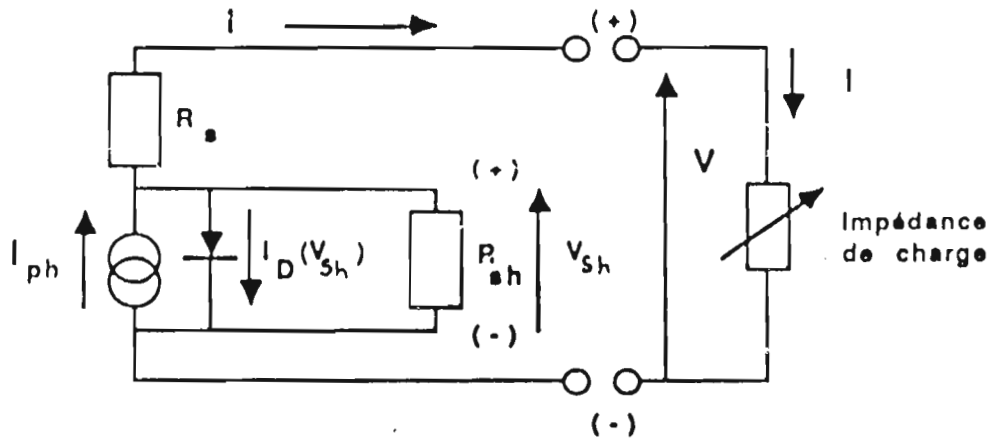 I
(+)
I
R s
(+)
V
I ph
I D (V Sh )
R sh
V Sh
Impédance
de charge
(-)
(-)